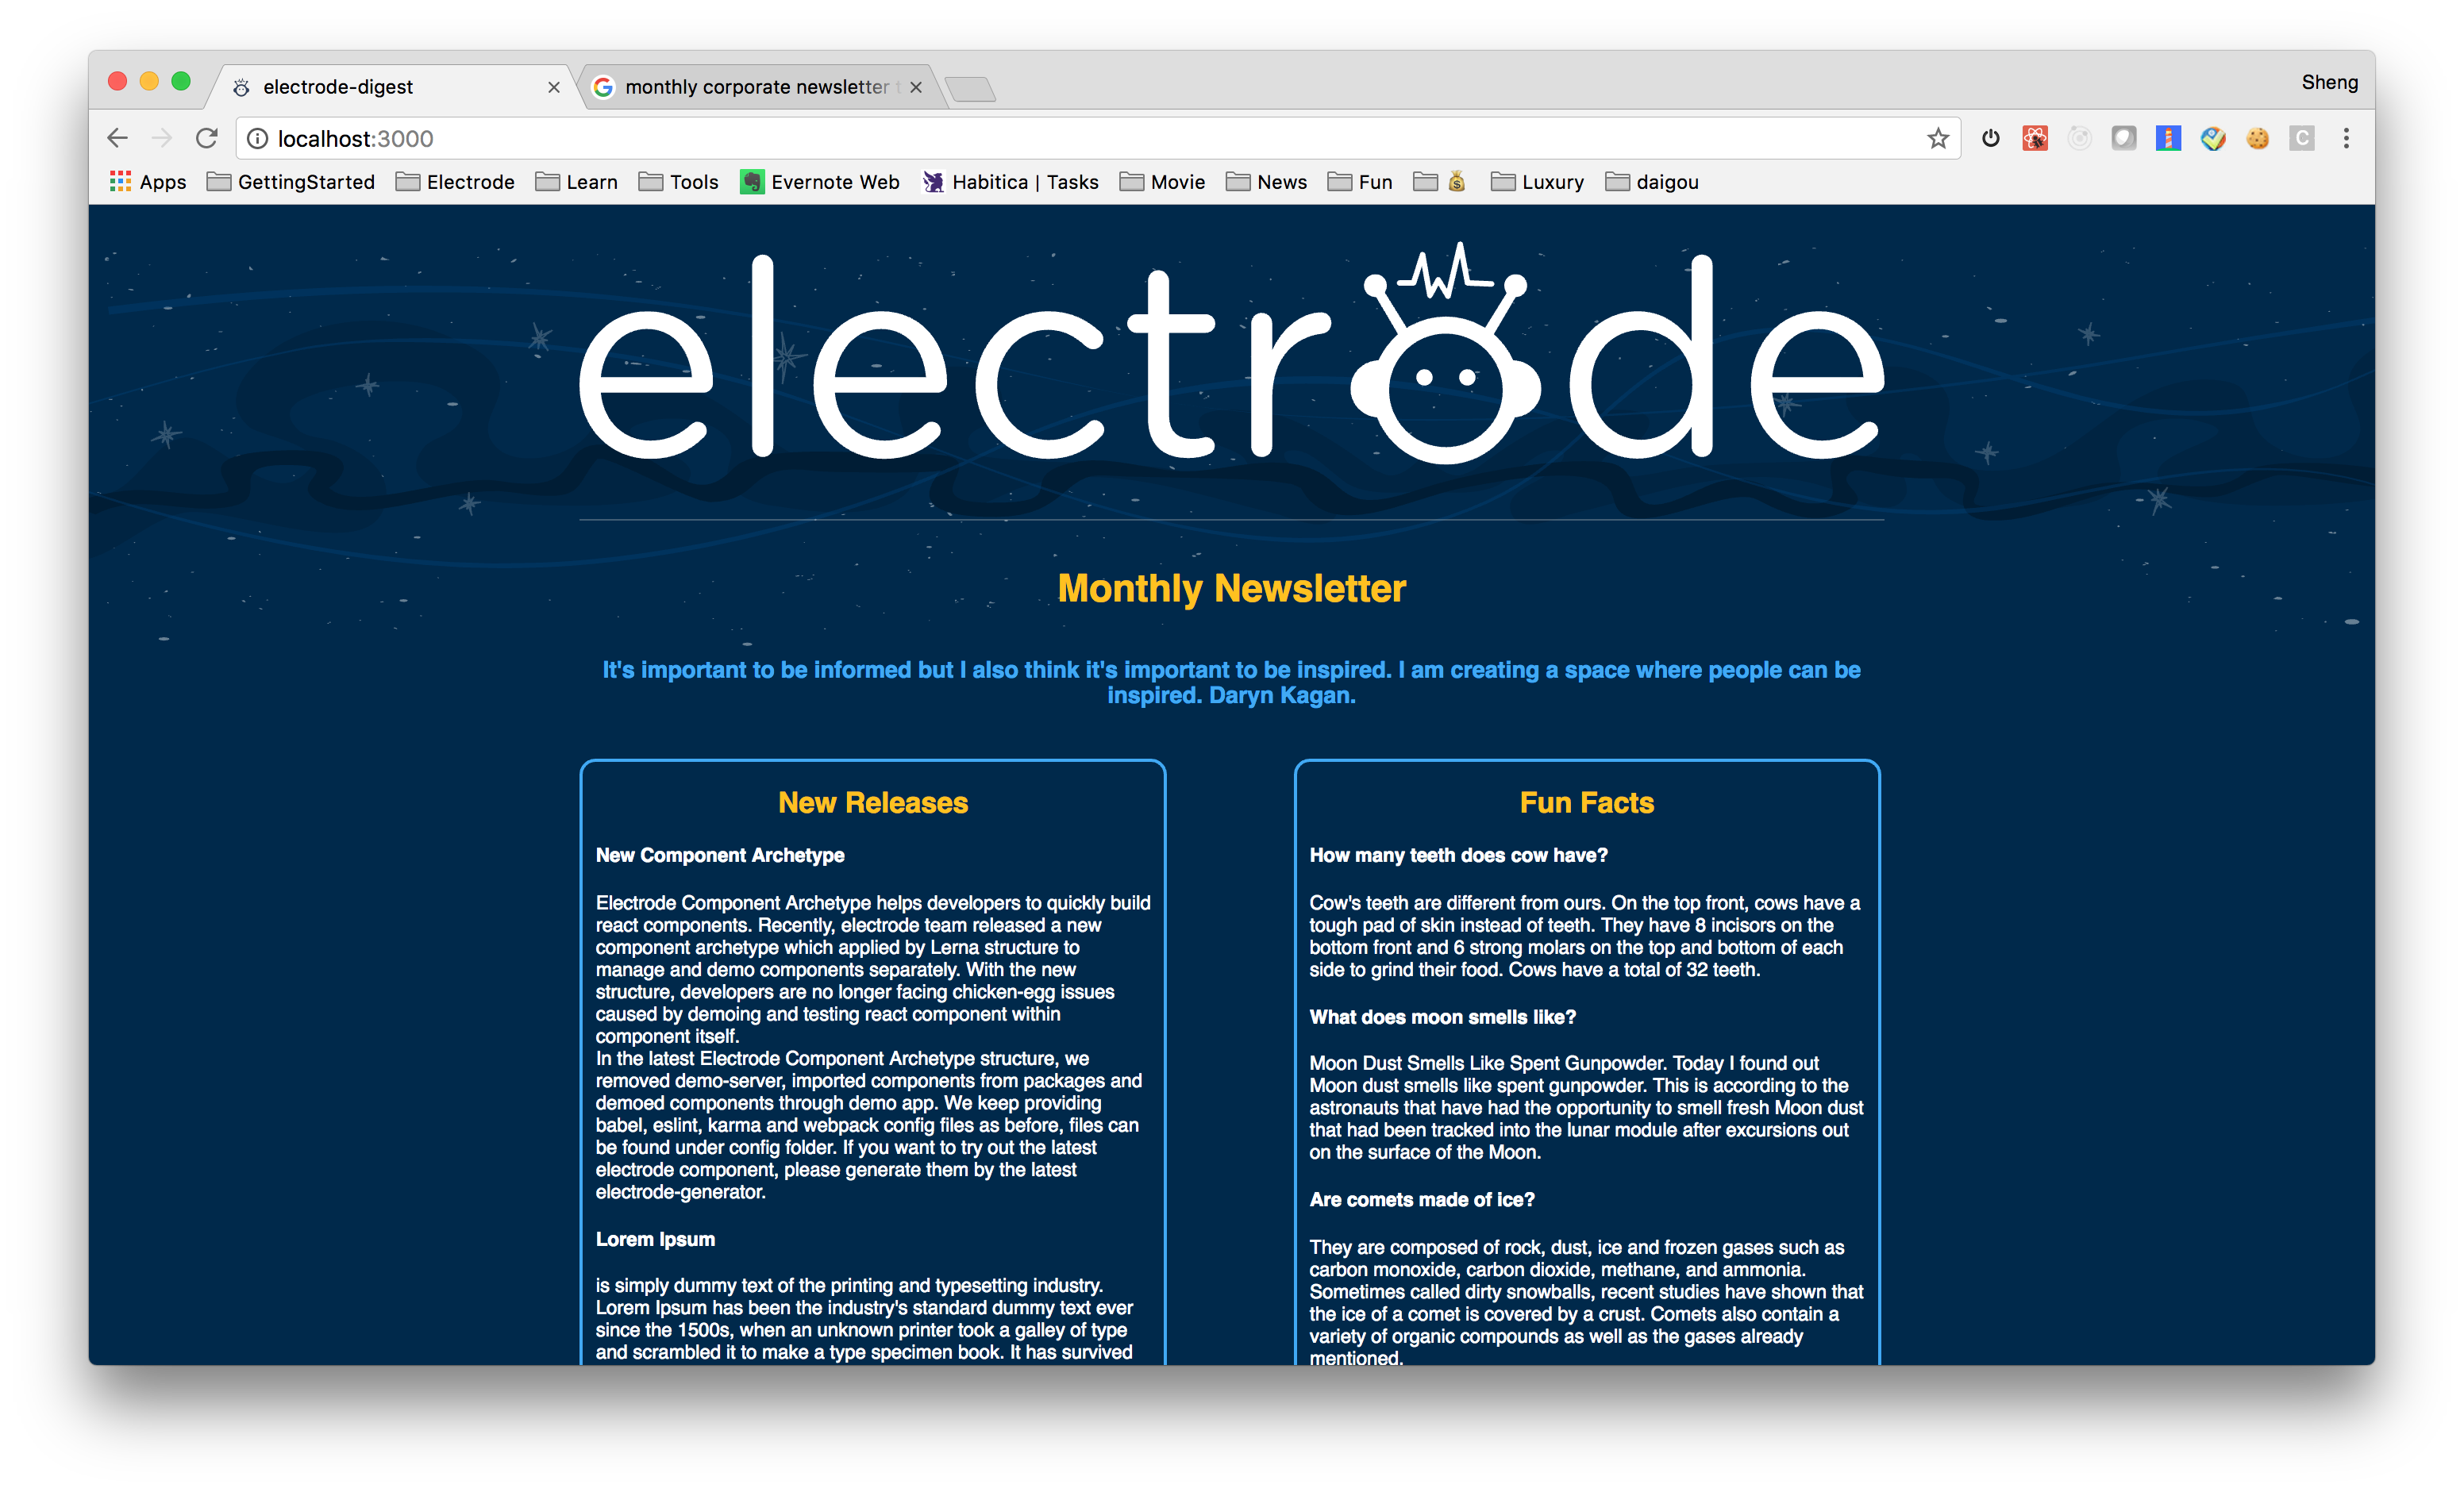 electrode-digest
monthly corporate newsletter
Sheng
localhost:3000
Apps GettingStarted Electrode Learn Tools Evernote Web Habitica | Tasks Movie News Fun Luxury daigou
electrode
Monthly Newsletter
It's important to be informed but I also think it's important to be inspired. I am creating a space where people can be
inspired. Daryn Kagan.
New Releases
New Component Archetype
Electrode Component Archetype helps developers to quickly build
react components. Recently, electrode team released a new
component archetype which applied by Lerna structure to
manage and demo components separately. With the new
structure, developers are no longer facing chicken-egg issues
caused by demoing and testing react component within
component itself.
In the latest Electrode Component Archetype structure, we
removed demo-server, imported components from packages and
demoed components through demo app. We keep providing
babel, eslint, karma and webpack config files as before, files can
be found under config folder. If you want to try out the latest
electrode component, please generate them by the latest
electrode-generator.
Lorem Ipsum
is simply dummy text of the printing and typesetting industry.
Lorem Ipsum has been the industry's standard dummy text ever
since the 1500s, when an unknown printer took a galley of type
and scrambled it to make a type specimen book. It has survived
Fun Facts
How many teeth does cow have?
Cow's teeth are different from ours. On the top front, cows have a
tough pad of skin instead of teeth. They have 8 incisors on the
bottom front and 6 strong molars on the top and bottom of each
side to grind their food. Cows have a total of 32 teeth.
What does moon smells like?
Moon Dust Smells Like Spent Gunpowder. Today I found out
Moon dust smells like spent gunpowder. This is according to the
astronauts that have had the opportunity to smell fresh Moon dust
that had been tracked into the lunar module after excursions out
on the surface of the Moon.
Are comets made of ice?
They are composed of rock, dust, ice and frozen gases such as
carbon monoxide, carbon dioxide, methane, and ammonia.
Sometimes called dirty snowballs, recent studies have shown that
the ice of a comet is covered by a crust. Comets also contain a
variety of organic compounds as well as the gases already
mentioned.